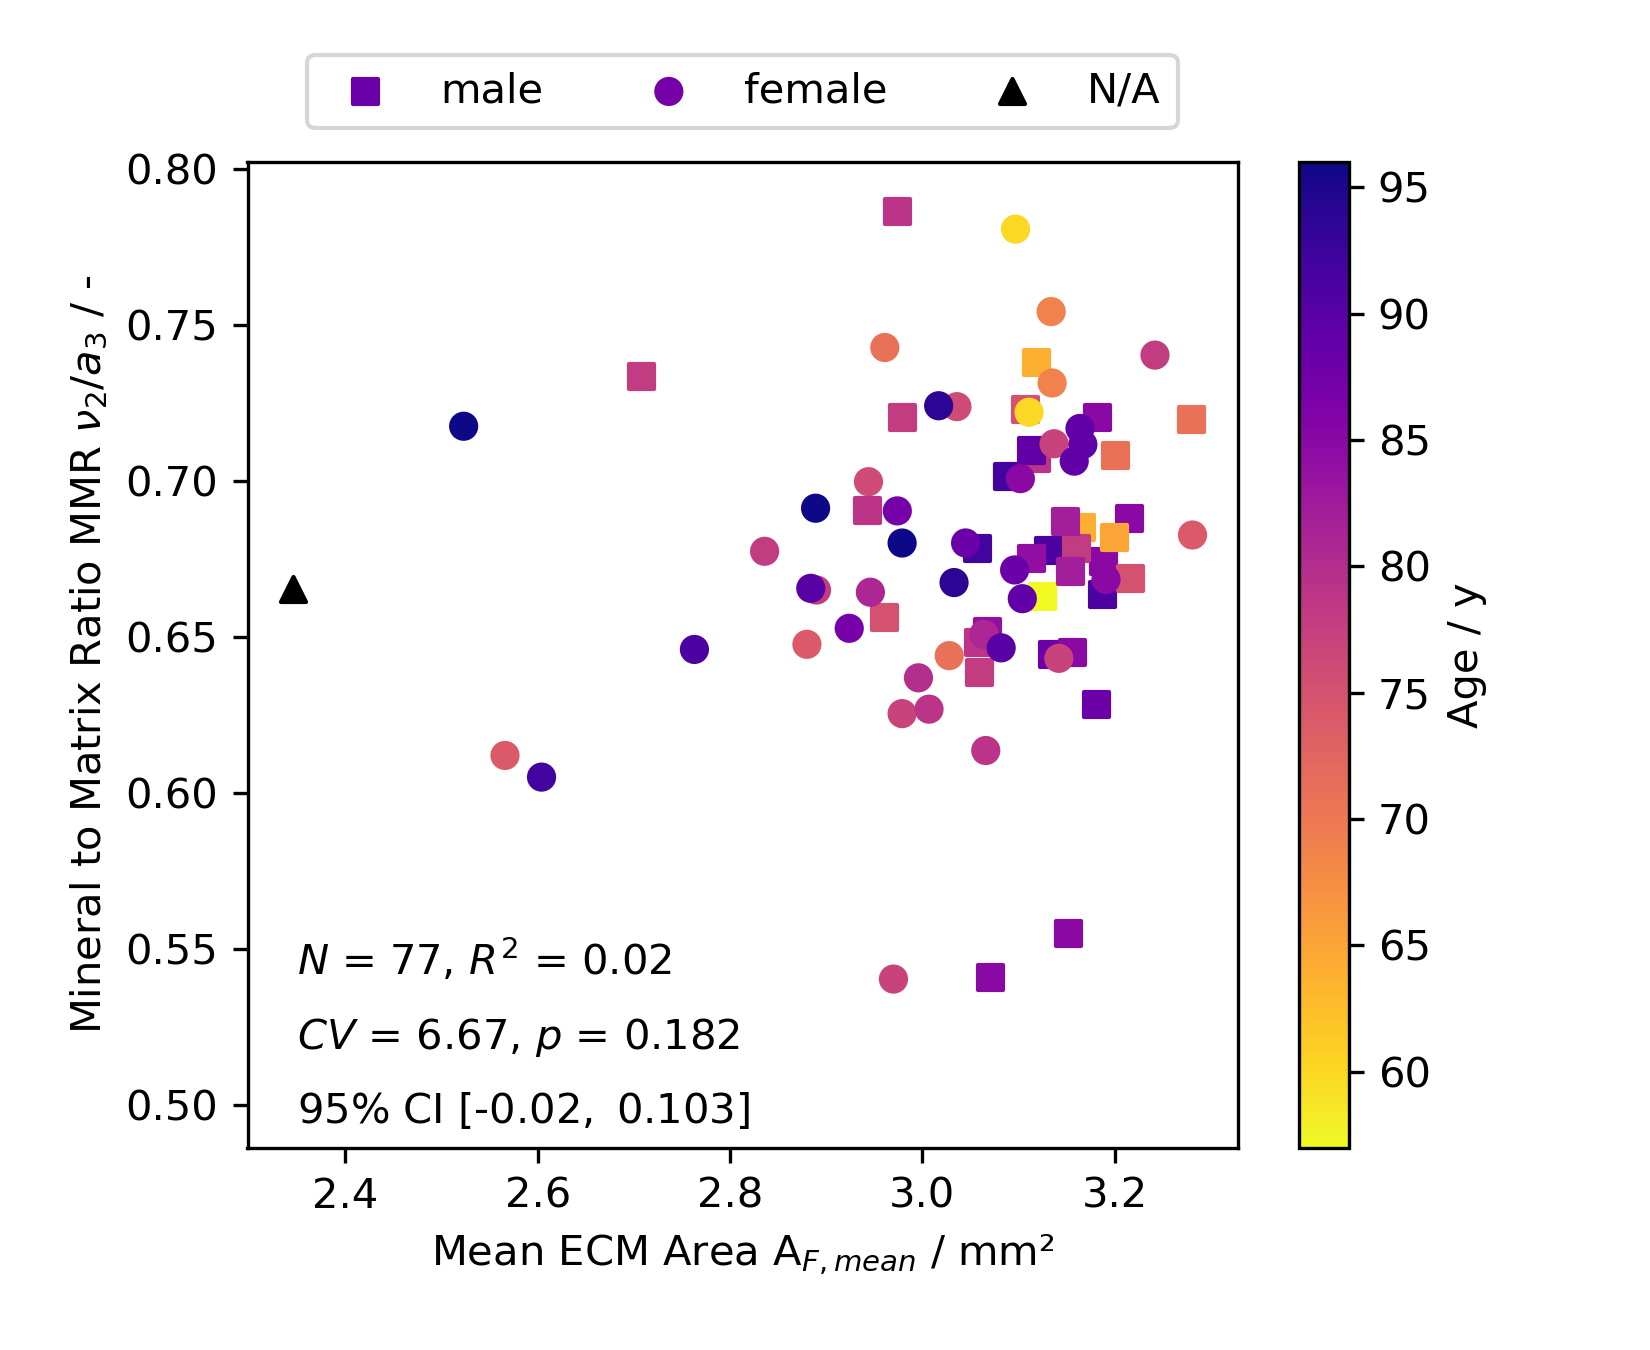 male female N/A
0.80
0.75
0.70
0.65
0.60
0.55
0.50
Mineral to Matrix Ratio MMR ν₂/a₃ / -
N = 77, R² = 0.02
CV = 6.67, p = 0.182
95% CI [-0.02, 0.103]
2.4 2.6 2.8 3.0 3.2
Mean ECM Area A_F,mean / mm²
95
90
85
80
75
70
65
60
Age / y